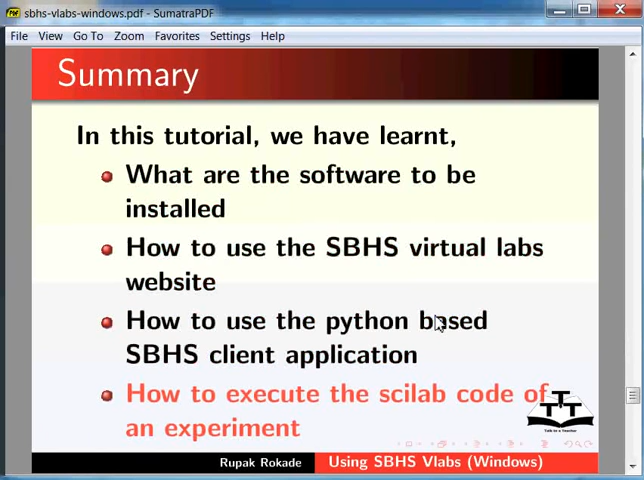 sbhs-vlabs-windows.pdf - SumatraPDF
File View Go To Zoom Favorites Settings Help
Summary
In this tutorial, we have learnt,
What are the software to be
installed
How to use the SBHS virtual labs
website
How to use the python based
SBHS client application
How to execute the scilab code of
an experiment
Talk to a Teacher
Rupak Rokade Using SBHS Vlabs (Windows)